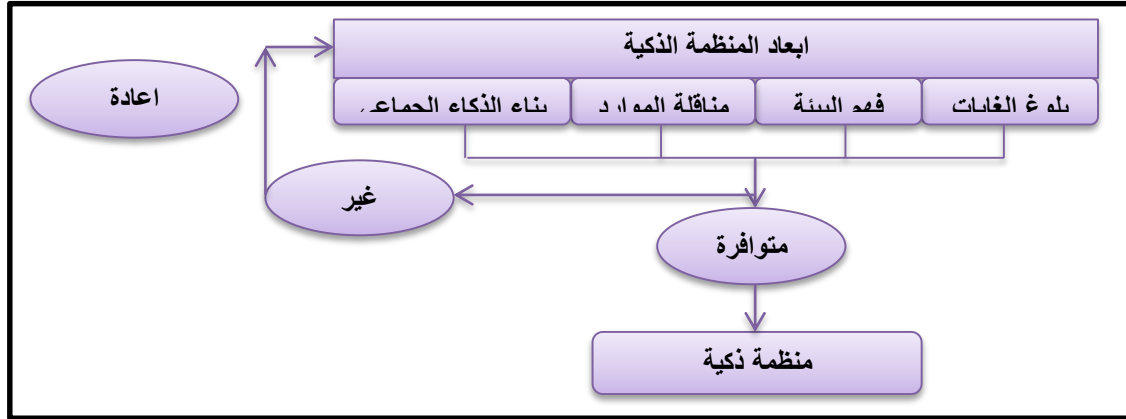 ابعاد المنظمة الذكية
بلوغ الغايات
فهم البيئة
مناقلة الموارد
بناء الذكاء الجماعي
اعادة
غير
متوافرة
منظمة ذكية